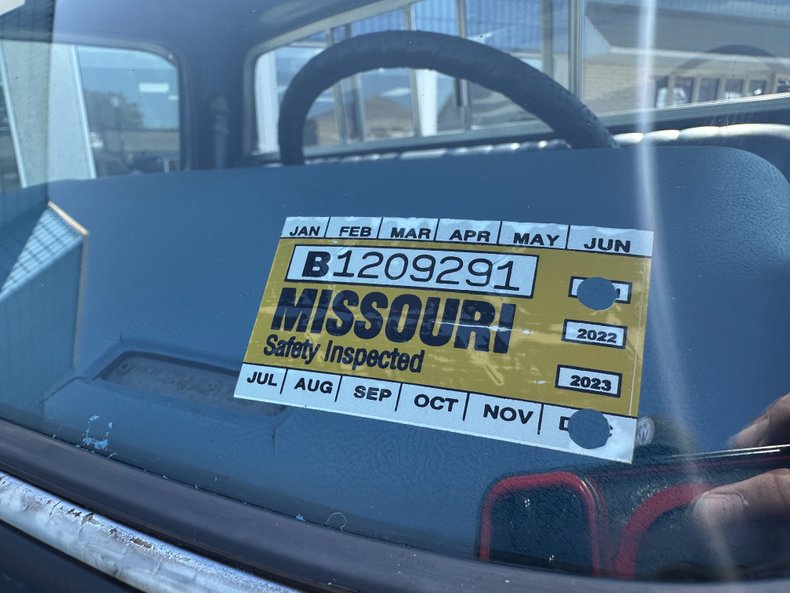 JAN FEB MAR APR MAY JUN
B1209291
MISSOURI
2022
Safety Inspected
2023
JUL AUG SEP OCT NOV